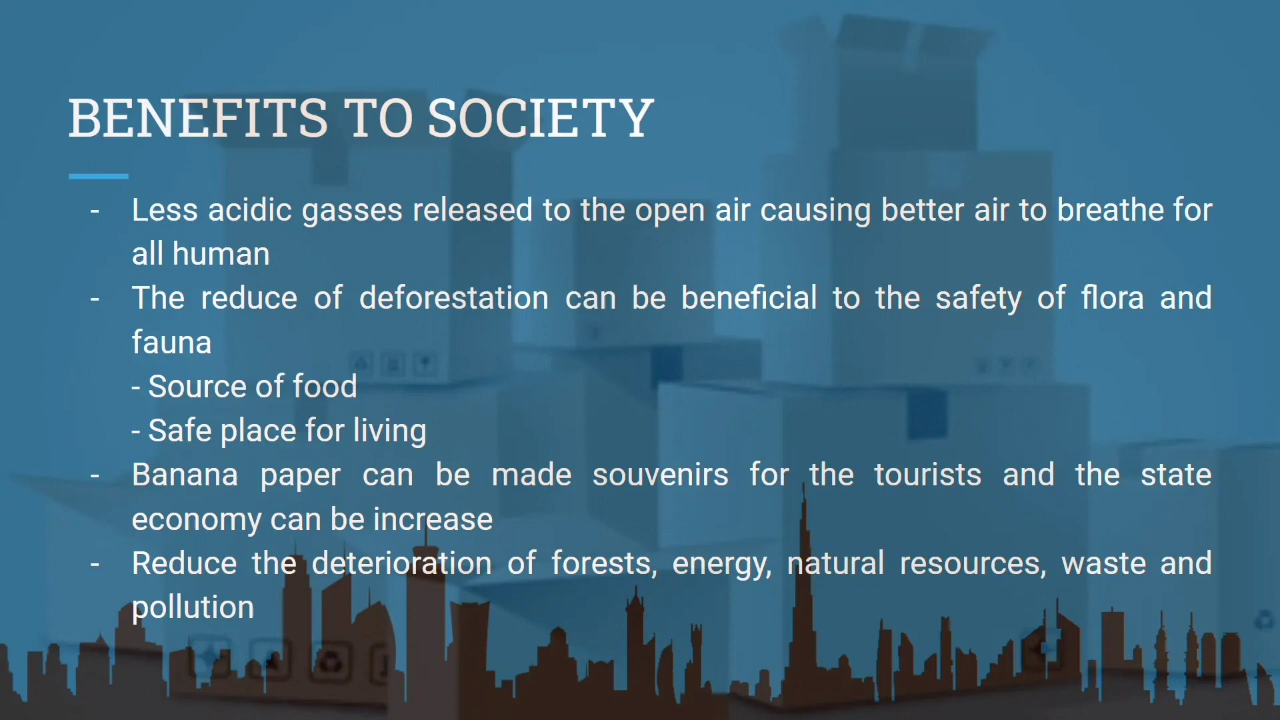 BENEFITS TO SOCIETY
- Less acidic gasses released to the open air causing better air to breathe for
all human
- The reduce of deforestation can be beneficial to the safety of flora and
fauna
- Source of food
- Safe place for living
- Banana paper can be made souvenirs for the tourists and the state
economy can be increase
- Reduce the deterioration of forests, energy, natural resources, waste and
pollution